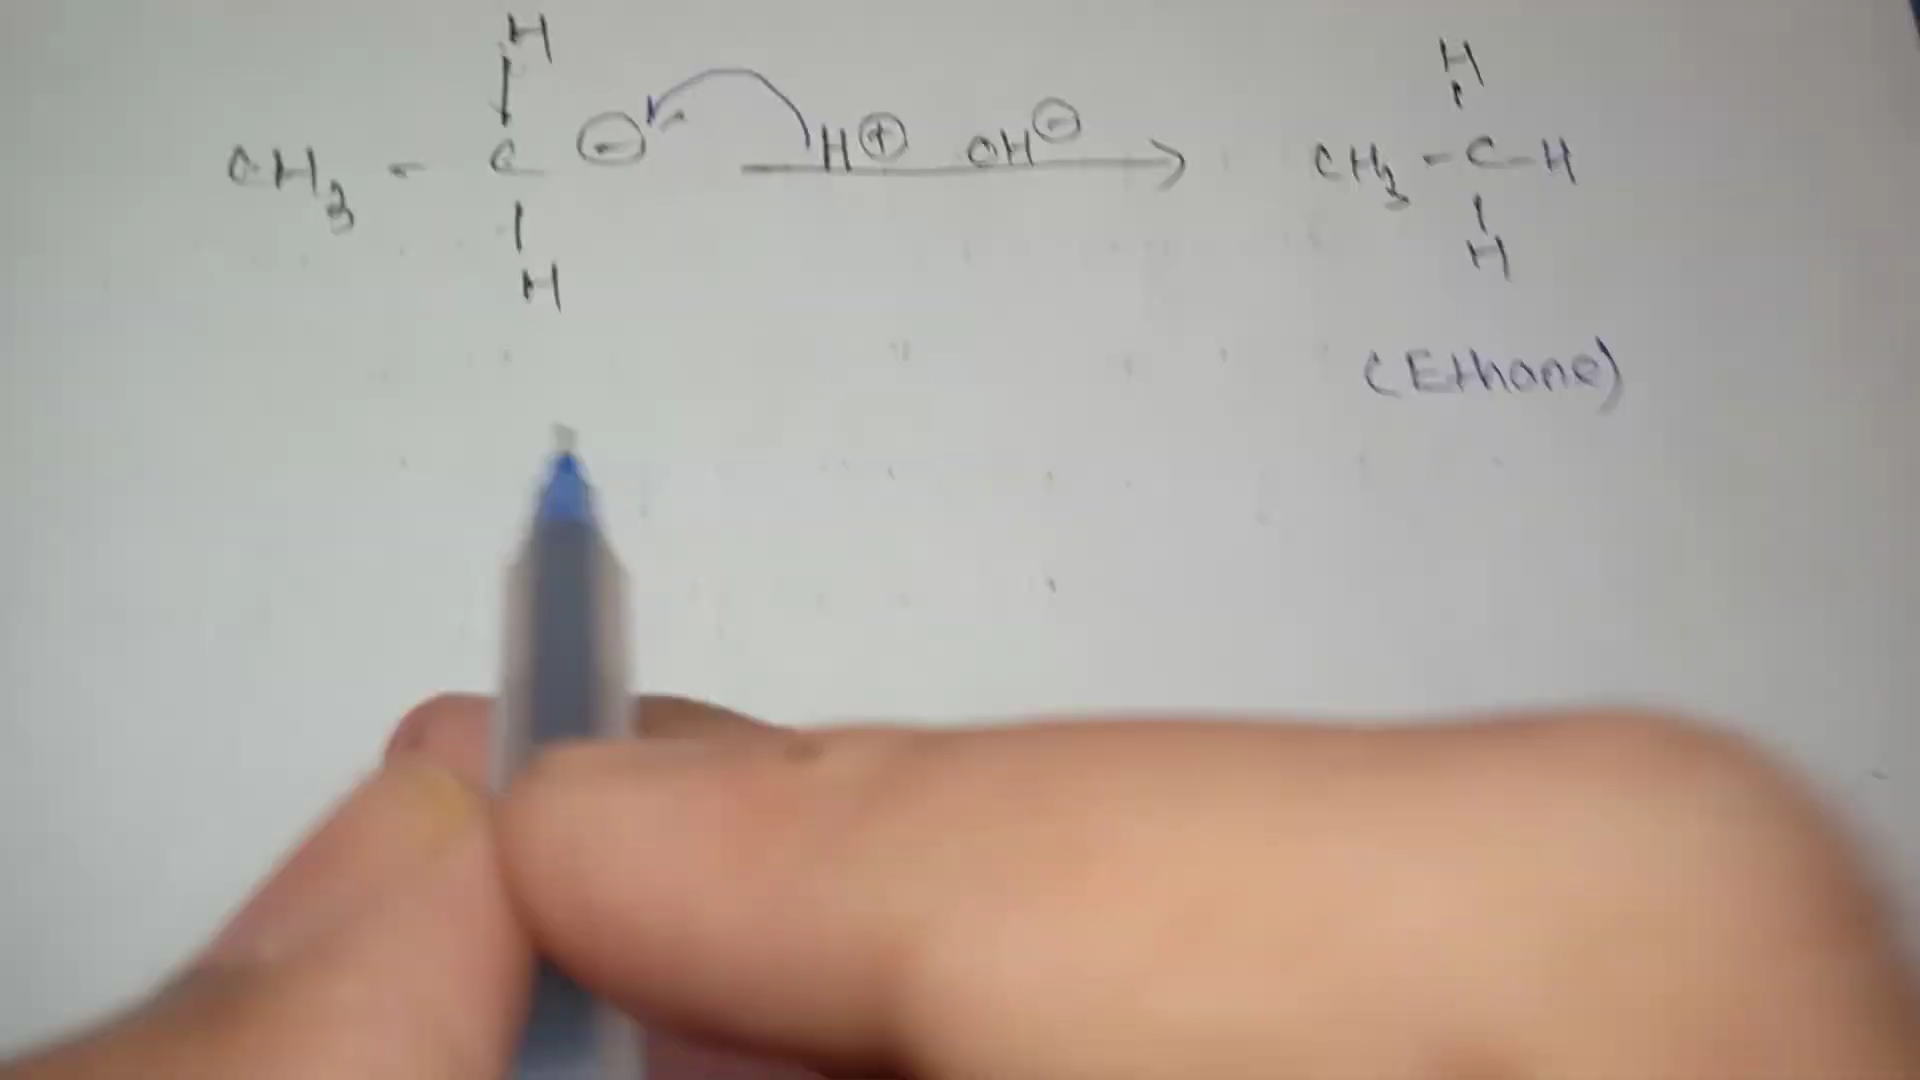 H H
CH3 - C ⊖ H⊕ OH⊖ → CH3 - C - H
H H
(Ethane)